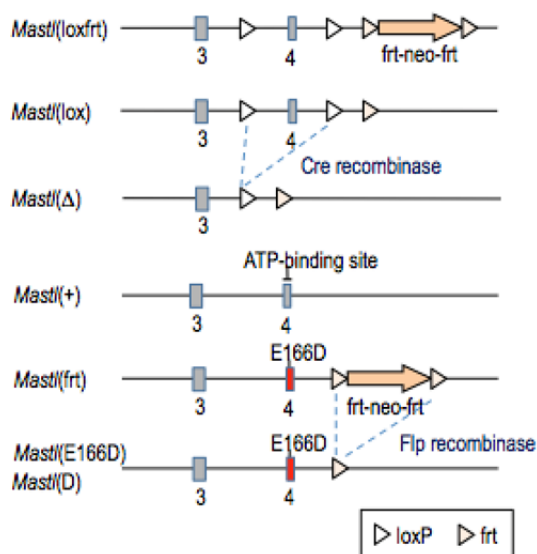 Mastl(loxfrt)
3 4 frt-neo-frt
Mastl(lox)
3 4
Cre recombinase
Mastl(Δ)
3
ATP-binding site
Mastl(+)
3 4
E166D
Mastl(frt)
3 4 frt-neo-frt
E166D Flp recombinase
Mastl(E166D)
Mastl(D)
3 4
loxP frt